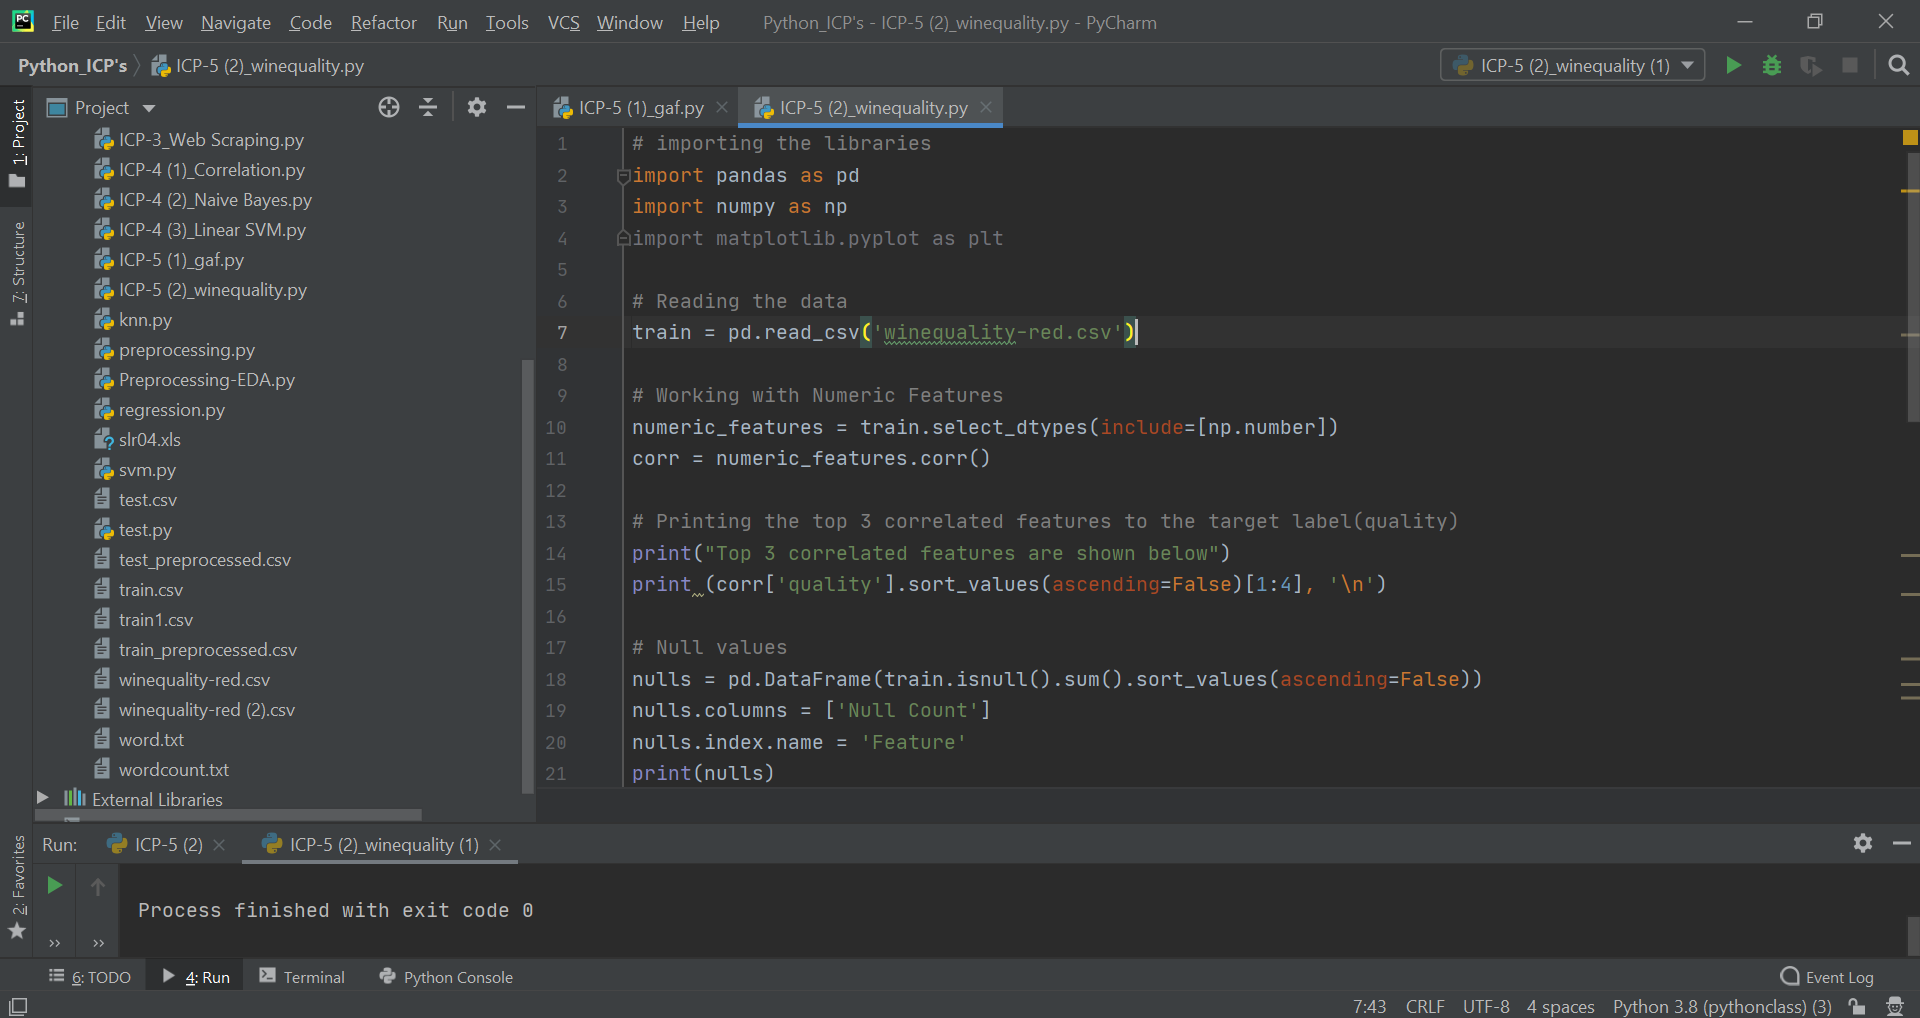 PC File Edit View Navigate Code Refactor Run Tools VCS Window Help Python_ICP's - ICP-5 (2)_winequality.py - PyCharm
Python_ICP's ICP-5 (2)_winequality.py ICP-5 (2)_winequality (1)
1: Project
7: Structure
2: Favorites
Project
ICP-3_Web Scraping.py
ICP-4 (1)_Correlation.py
ICP-4 (2)_Naive Bayes.py
ICP-4 (3)_Linear SVM.py
ICP-5 (1)_gaf.py
ICP-5 (2)_winequality.py
knn.py
preprocessing.py
Preprocessing-EDA.py
regression.py
slr04.xls
svm.py
test.csv
test.py
test_preprocessed.csv
train.csv
train1.csv
train_preprocessed.csv
winequality-red.csv
winequality-red (2).csv
word.txt
wordcount.txt
External Libraries
ICP-5 (1)_gaf.py ICP-5 (2)_winequality.py
1 # importing the libraries
2 import pandas as pd
3 import numpy as np
4 import matplotlib.pyplot as plt
5
6 # Reading the data
7 train = pd.read_csv('winequality-red.csv')
8
9 # Working with Numeric Features
10 numeric_features = train.select_dtypes(include=[np.number])
11 corr = numeric_features.corr()
12
13 # Printing the top 3 correlated features to the target label(quality)
14 print("Top 3 correlated features are shown below")
15 print (corr['quality'].sort_values(ascending=False)[1:4], '\n')
16
17 # Null values
18 nulls = pd.DataFrame(train.isnull().sum().sort_values(ascending=False))
19 nulls.columns = ['Null Count']
20 nulls.index.name = 'Feature'
21 print(nulls)
Run: ICP-5 (2) ICP-5 (2)_winequality (1)
Process finished with exit code 0
6: TODO 4: Run Terminal Python Console Event Log
7:43 CRLF UTF-8 4 spaces Python 3.8 (pythonclass) (3)